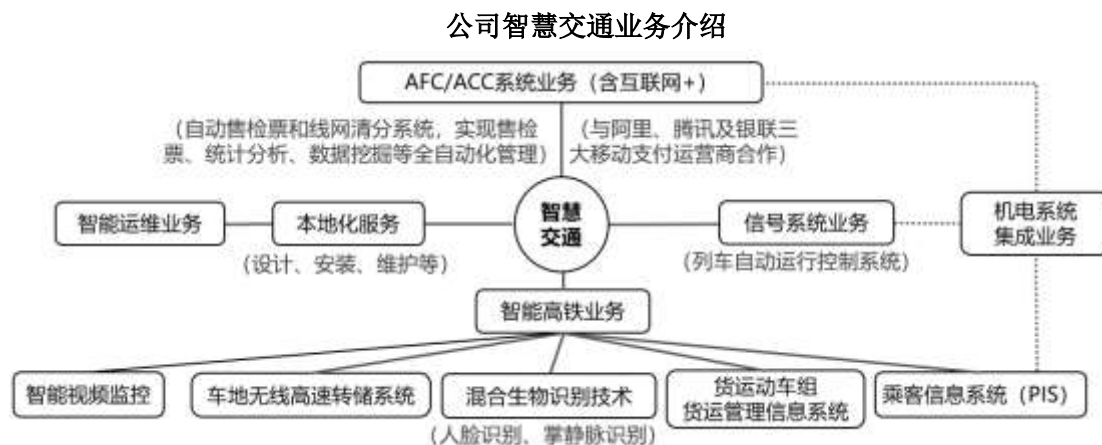 公司智慧交通业务介绍
AFC/ACC系统业务（含互联网+）
（自动售检票和线网清分系统，实现售检
票、统计分析、数据挖掘等全自动化管理）
（与阿里、腾讯及银联三
大移动支付运营商合作）
智能运维业务
本地化服务
（设计、安装、维护等）
智慧
交通
信号系统业务
（列车自动运行控制系统）
机电系统
集成业务
智能高铁业务
智能视频监控
车地无线高速转储系统
混合生物识别技术
（人脸识别、掌静脉识别）
货运动车组
货运管理信息系统
乘客信息系统（PIS）